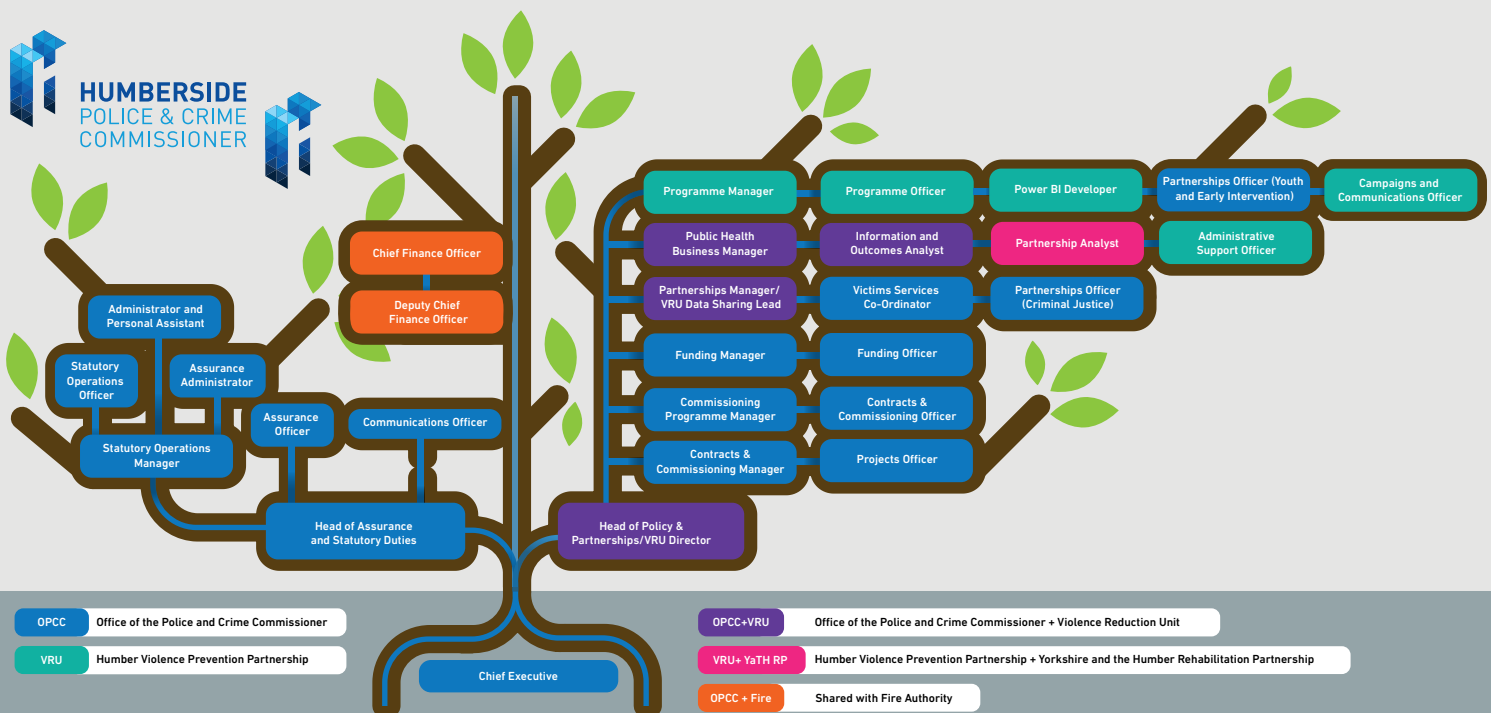 HUMBERSIDE
POLICE & CRIME
COMMISSIONER
Programme Manager
Programme Officer
Power BI Developer
Partnerships Officer (Youth
and Early Intervention)
Campaigns and
Communications Officer
Public Health
Business Manager
Information and
Outcomes Analyst
Partnership Analyst
Administrative
Support Officer
Chief Finance Officer
Deputy Chief
Finance Officer
Partnerships Manager/
VRU Data Sharing Lead
Victims Services
Co-Ordinator
Partnerships Officer
(Criminal Justice)
Administrator and
Personal Assistant
Funding Manager
Funding Officer
Statutory
Operations
Officer
Assurance
Administrator
Commissioning
Programme Manager
Contracts &
Commissioning Officer
Assurance
Officer
Communications Officer
Statutory Operations
Manager
Contracts &
Commissioning Manager
Projects Officer
Head of Assurance
and Statutory Duties
Head of Policy &
Partnerships/VRU Director
Chief Executive
OPCC Office of the Police and Crime Commissioner
VRU Humber Violence Prevention Partnership
OPCC+VRU Office of the Police and Crime Commissioner + Violence Reduction Unit
VRU+ YaTH RP Humber Violence Prevention Partnership + Yorkshire and the Humber Rehabilitation Partnership
OPCC + Fire Shared with Fire Authority